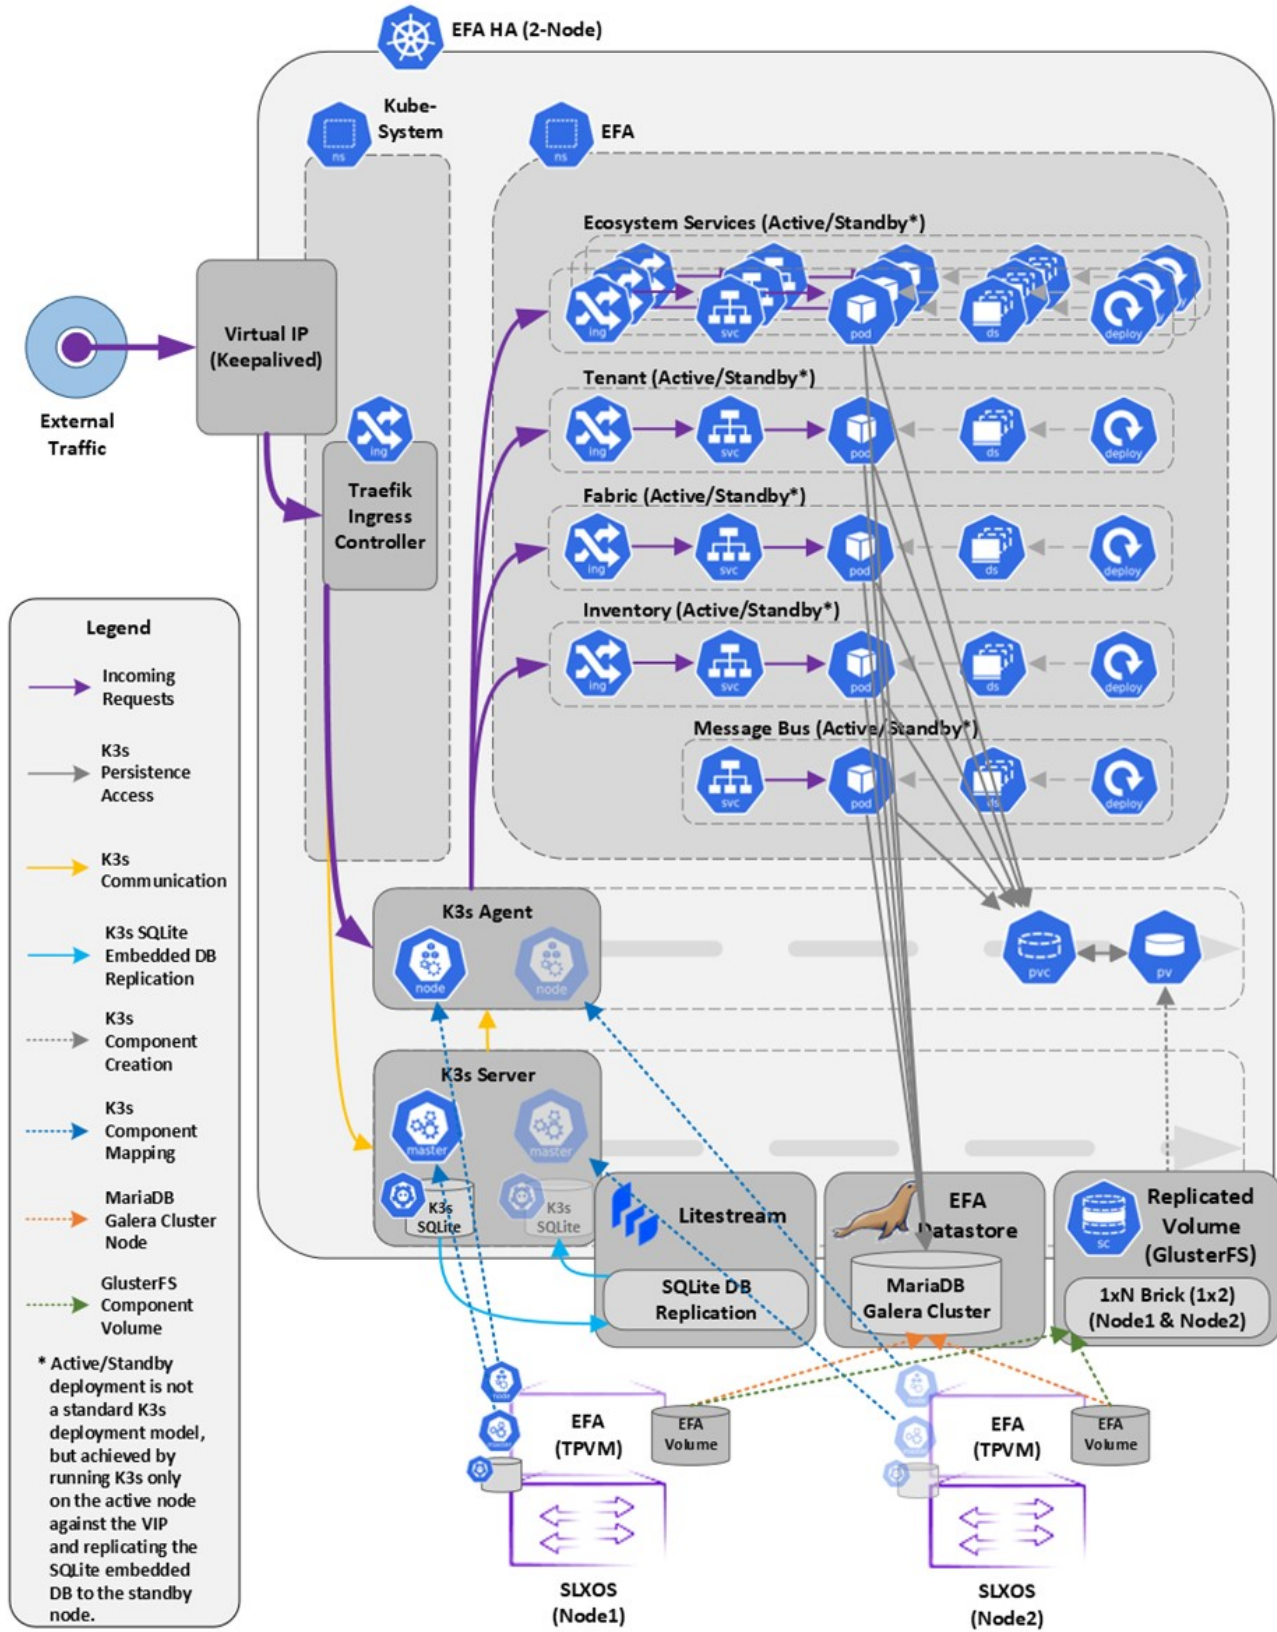 EFA HA (2-Node)
Kube-
System
ns
EFA
ns
Ecosystem Services (Active/Standby*)
ing
svc
pod
ds
deploy
Virtual IP
(Keepalived)
External
Traffic
Tenant (Active/Standby*)
ing
svc
pod
ds
deploy
ing
Traefik
Ingress
Controller
Fabric (Active/Standby*)
ing
svc
pod
ds
deploy
Inventory (Active/Standby*)
ing
svc
pod
ds
deploy
Message Bus (Active/Standby*)
svc
pod
ds
deploy
K3s Agent
node
node
pvc
pv
K3s Server
master
master
K3s
SQLite
K3s
SQLite
Litestream
SQLite DB
Replication
EFA
Datastore
MariaDB
Galera Cluster
sc
Replicated
Volume
(GlusterFS)
1xN Brick (1x2)
(Node1 & Node2)
node
master
EFA
(TPVM)
EFA
Volume
SLXOS
(Node1)
EFA
(TPVM)
EFA
Volume
SLXOS
(Node2)
Legend
Incoming
Requests
K3s
Persistence
Access
K3s
Communication
K3s SQLite
Embedded DB
Replication
K3s
Component
Creation
K3s
Component
Mapping
MariaDB
Galera Cluster
Node
GlusterFS
Component
Volume
* Active/Standby
deployment is not
a standard K3s
deployment model,
but achieved by
running K3s only
on the active node
against the VIP
and replicating the
SQLite embedded
DB to the standby
node.